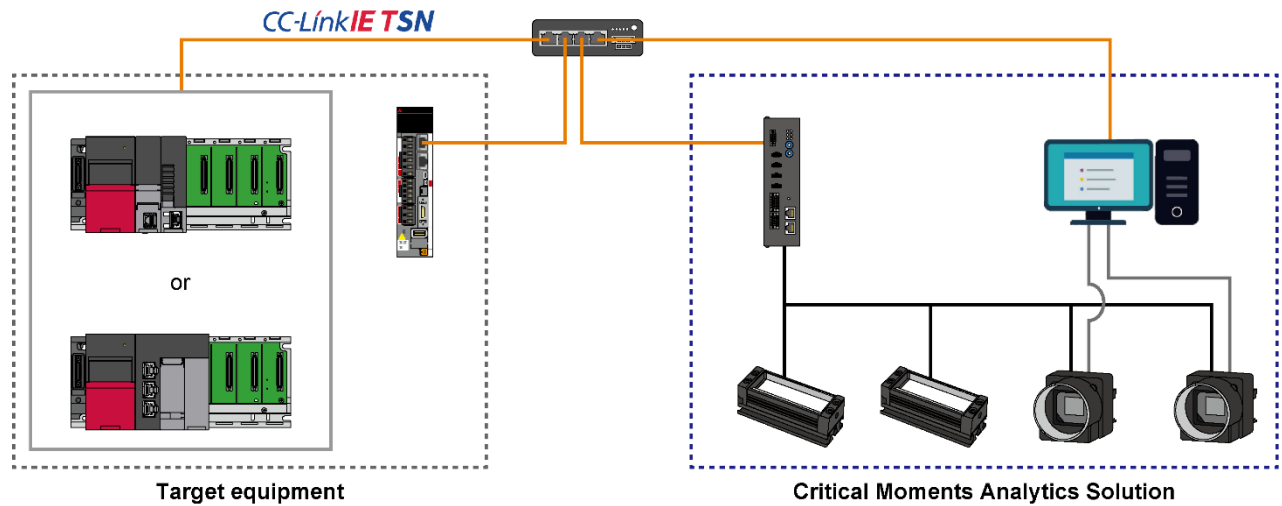 CC-Link IE TSN
or
Target equipment
Critical Moments Analytics Solution